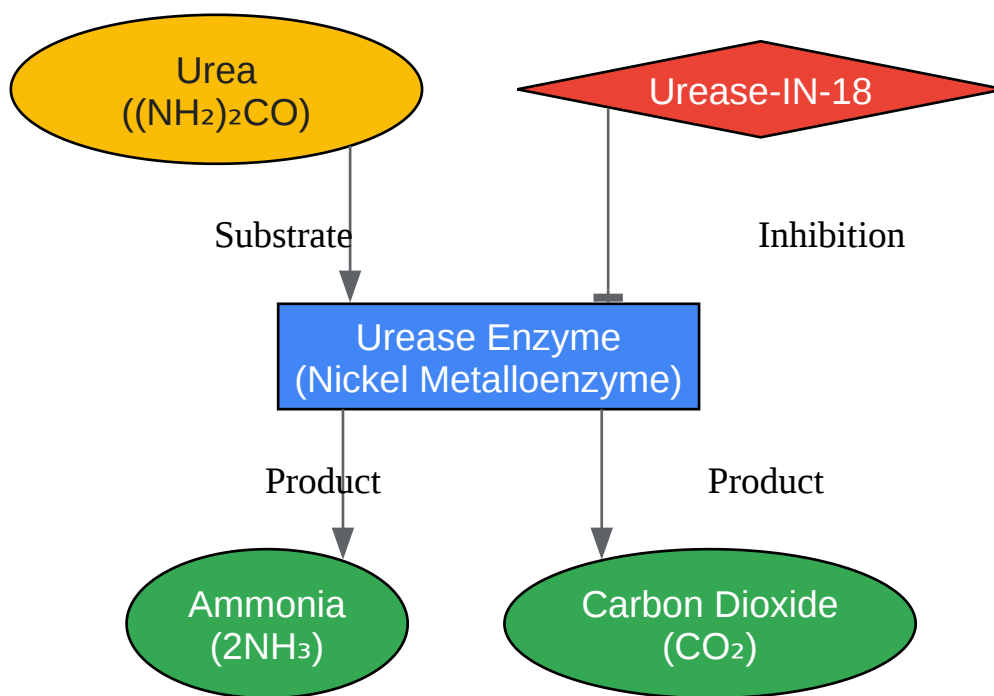 Urea
((NH₂)₂CO)
Urease-IN-18
Substrate
Inhibition
Urease Enzyme
(Nickel Metalloenzyme)
Product
Product
Ammonia
(2NH₃)
Carbon Dioxide
(CO₂)